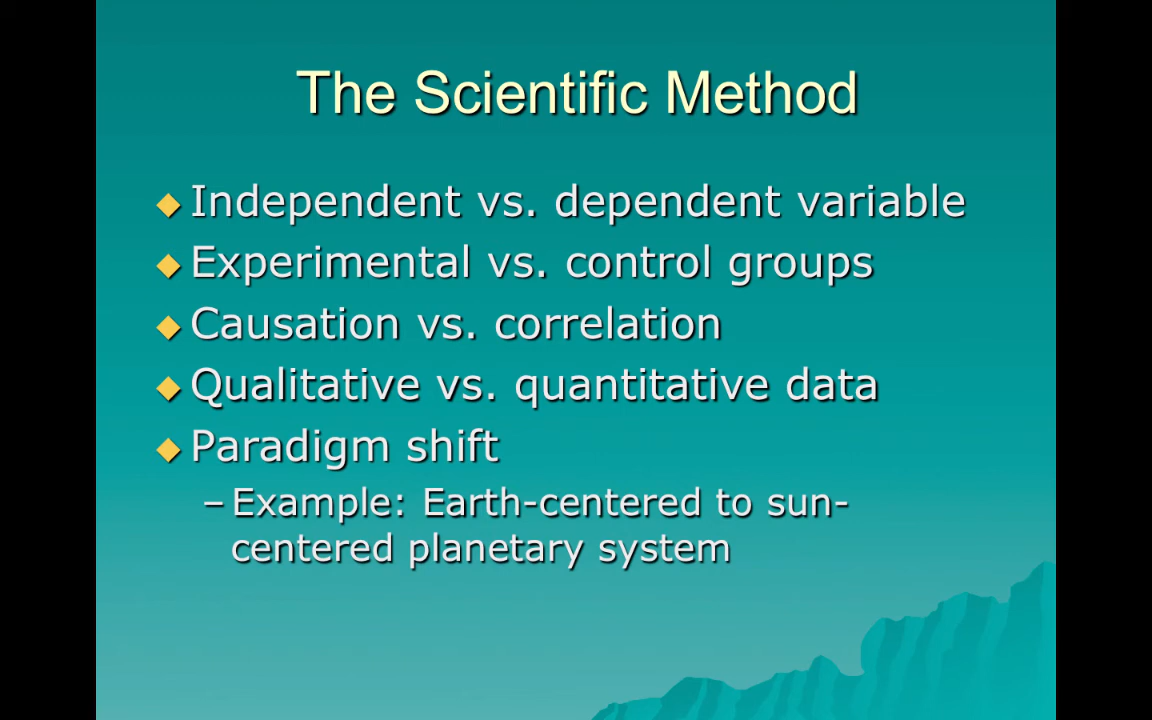 The Scientific Method
Independent vs. dependent variable
Experimental vs. control groups
Causation vs. correlation
Qualitative vs. quantitative data
Paradigm shift
–Example: Earth-centered to sun-
centered planetary system